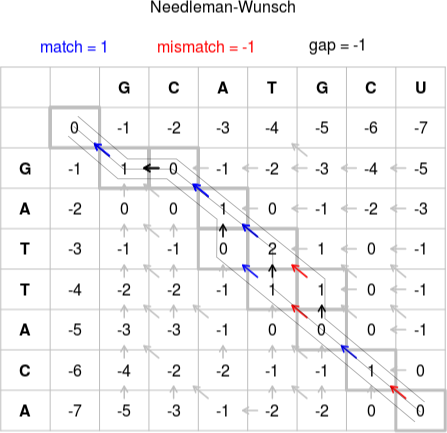 Needleman-Wunsch
match = 1 mismatch = -1 gap = -1
G C A T G C U
0 -1 -2 -3 -4 -5 -6 -7
G -1 1 0 -1 -2 -3 -4 -5
A -2 0 0 1 0 -1 -2 -3
T -3 -1 -1 0 2 1 0 -1
T -4 -2 -2 -1 1 1 0 -1
A -5 -3 -3 -1 0 0 0 -1
C -6 -4 -2 -2 -1 -1 1 0
A -7 -5 -3 -1 -2 -2 0 0